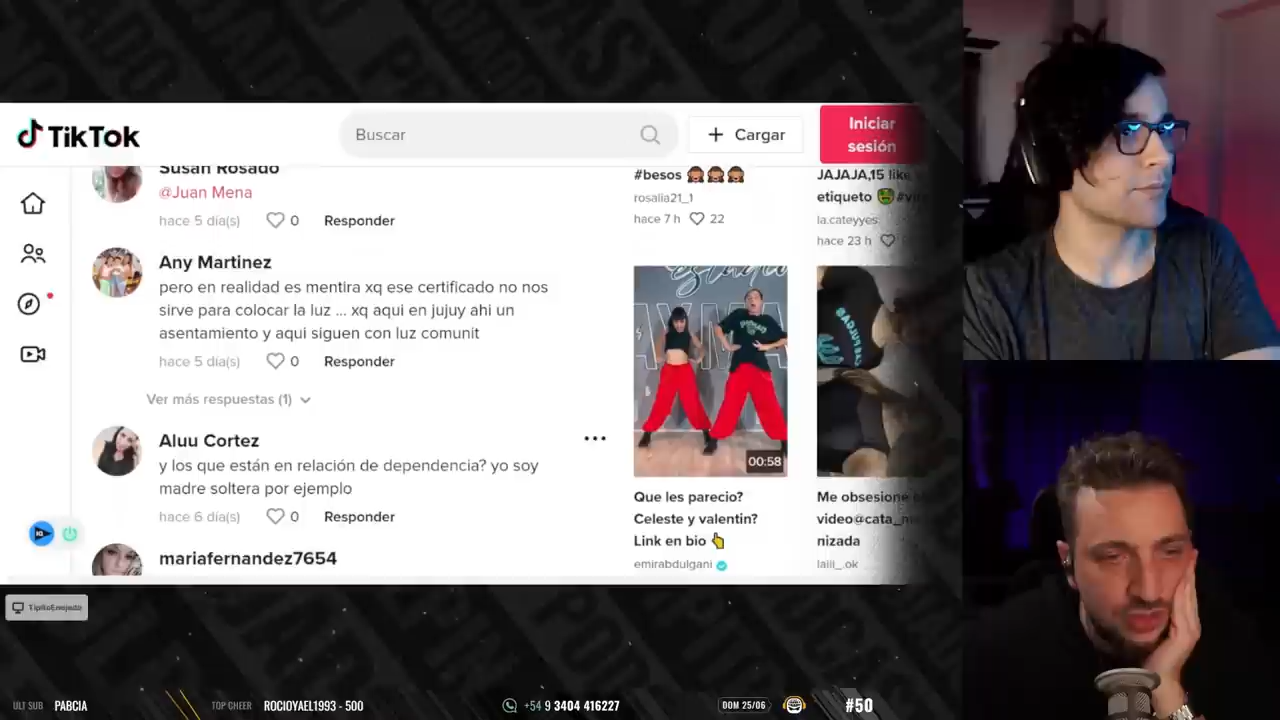 TikTok
Buscar
+ Cargar
Iniciar
sesión
Susan Rosado
@Juan Mena
hace 5 día(s)
0
Responder
Any Martinez
pero en realidad es mentira xq ese certificado no nos
sirve para colocar la luz ... xq aqui en jujuy ahi un
asentamiento y aqui siguen con luz comunit
hace 5 día(s)
0
Responder
Ver más respuestas (1)
Aluu Cortez
y los que están en relación de dependencia? yo soy
madre soltera por ejemplo
hace 6 día(s)
0
Responder
mariafernandez7654
#besos 🙈🙈🙈
rosalia21_1
hace 7 h
22
JAJAJA,15 like
etiqueto
la.cateyyes
hace 23 h
00:58
Que les parecio?
Celeste y valentin?
Link en bio 👆
emirabdulgani
Me obsesione
video@cata_
nizada
laiii_.ok
TipitoEnojado
ULT SUB PABCIA
TOP CHEER ROCIOYAEL1993 - 500
+54 9 3404 416227
DOM 25/06
#50